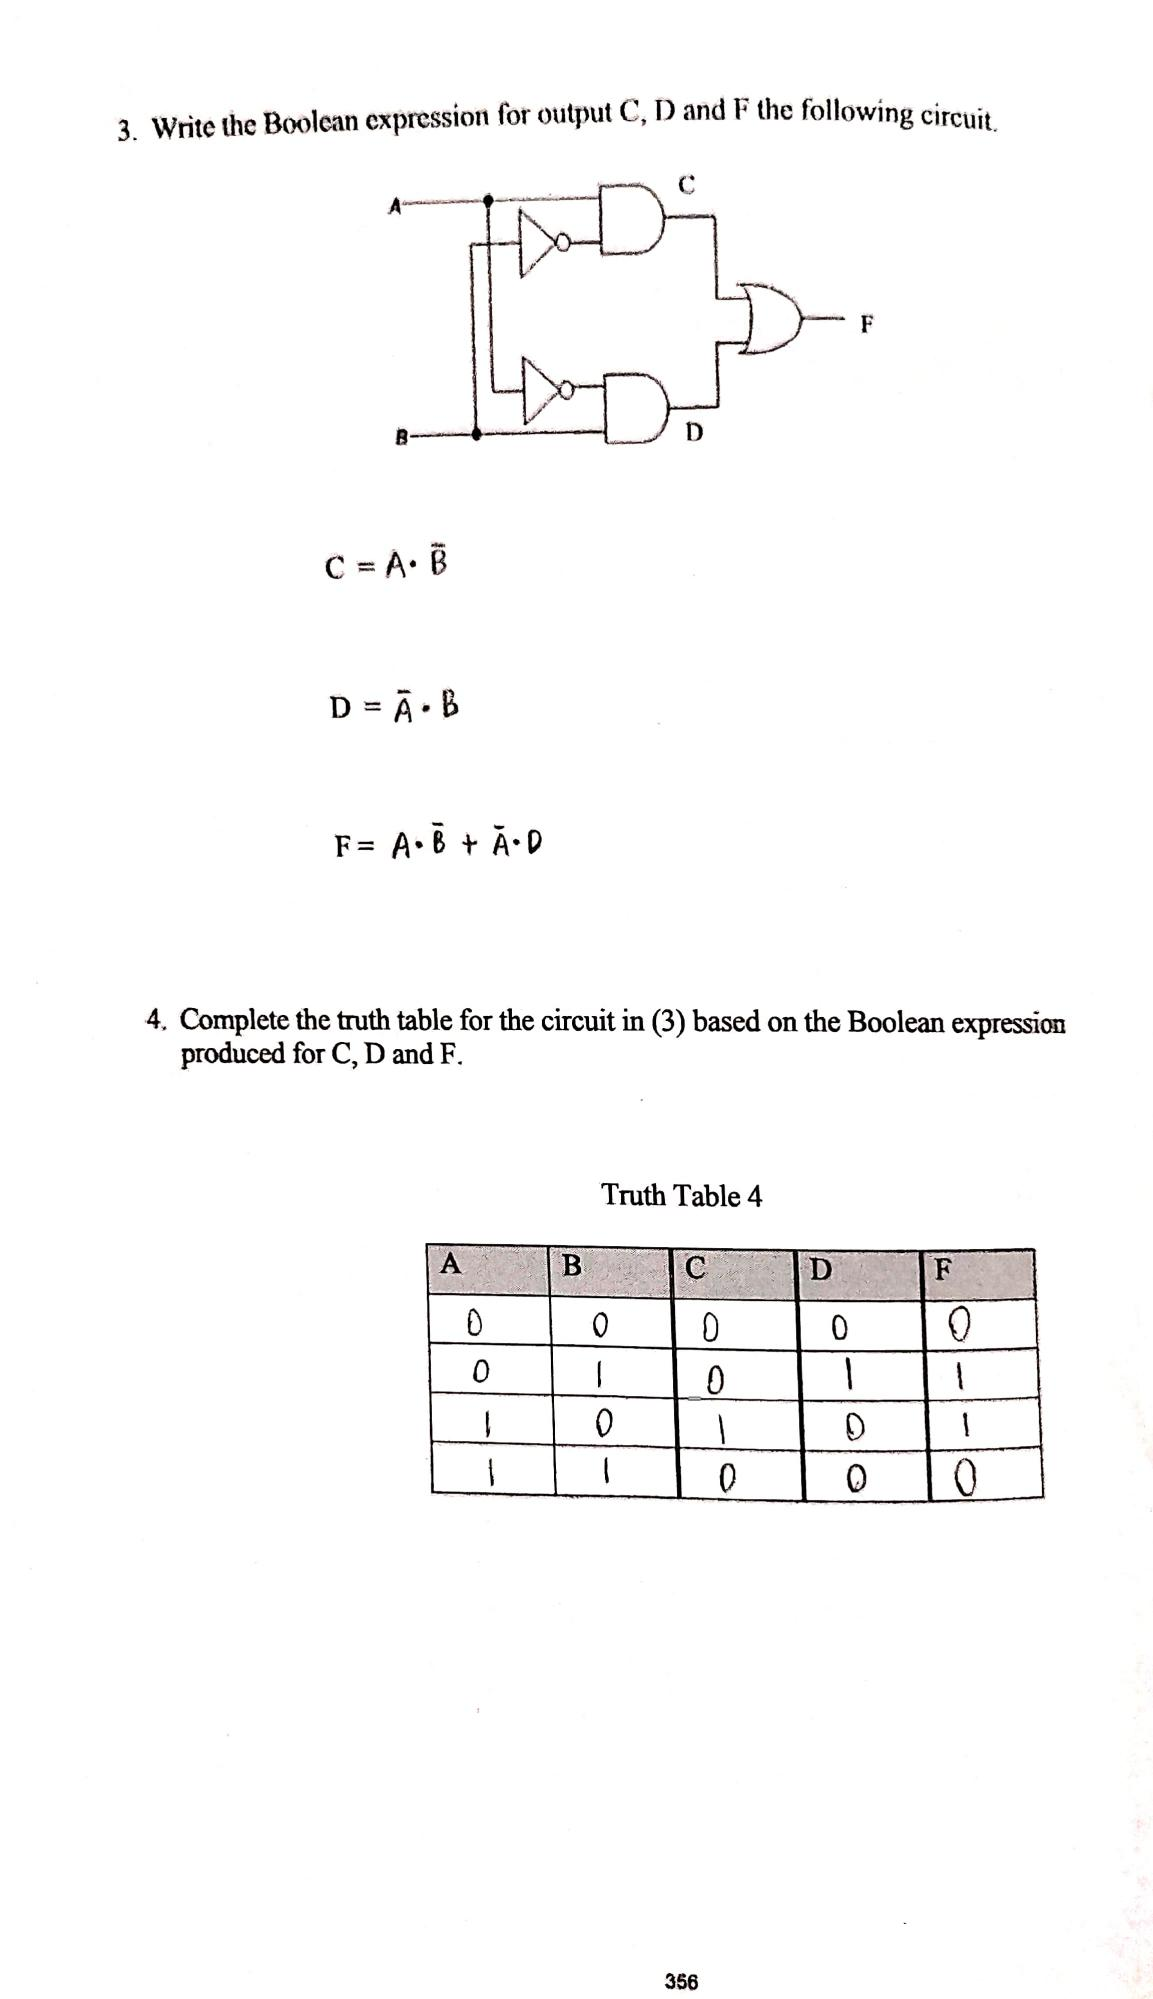 3. Write the Boolean expression for output C, D and F the following circuit.
C
A
F
B
D
C = A · B̅
D = A̅ · B
F = A · B̅ + A̅ · D
4. Complete the truth table for the circuit in (3) based on the Boolean expression
produced for C, D and F.
Truth Table 4
A B C D F
0 0 0 0 0
0 1 0 1 1
1 0 1 0 1
1 1 0 0 0
356